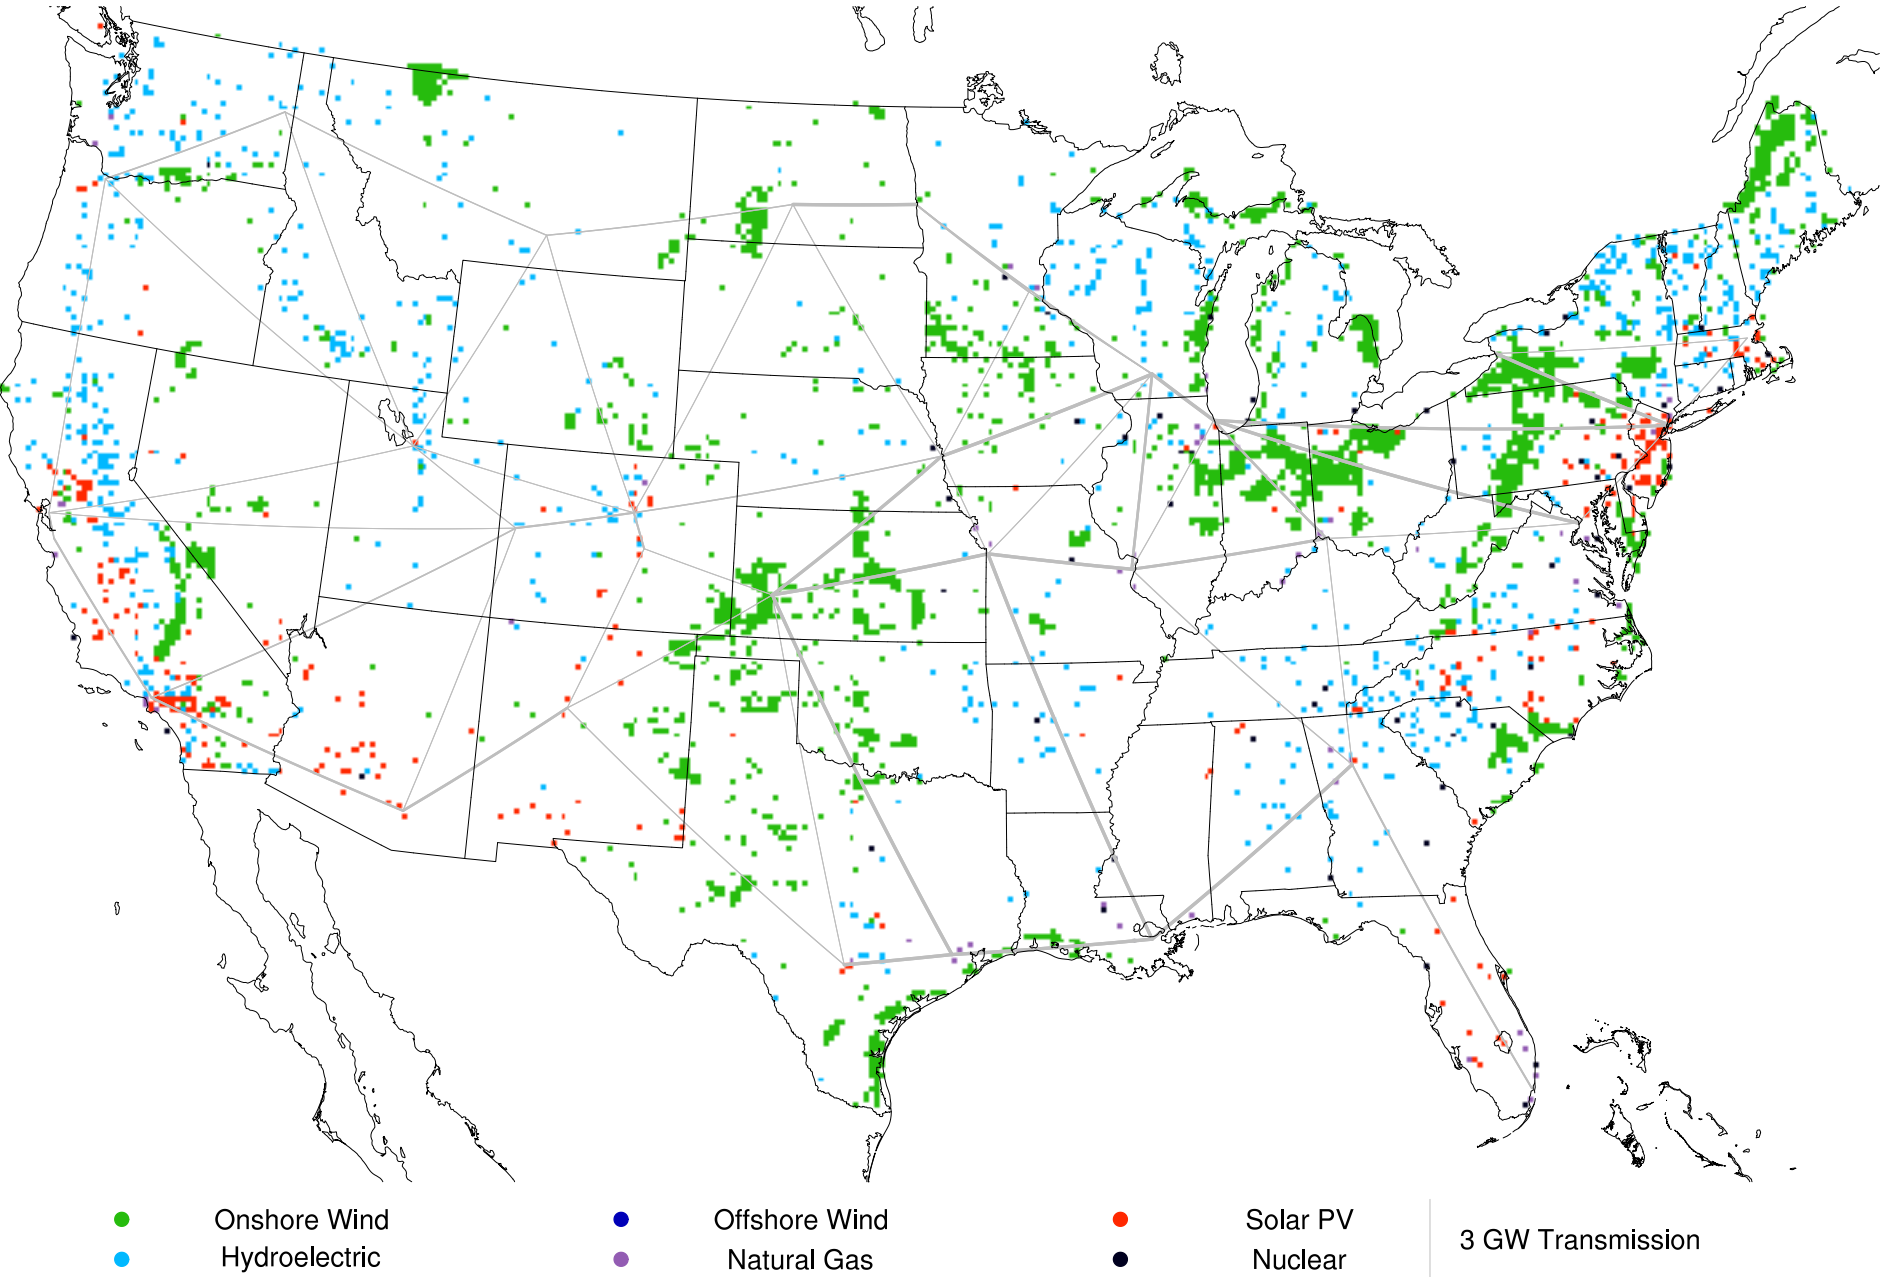 Onshore Wind
Offshore Wind
Solar PV
Hydroelectric
Natural Gas
Nuclear
3 GW Transmission